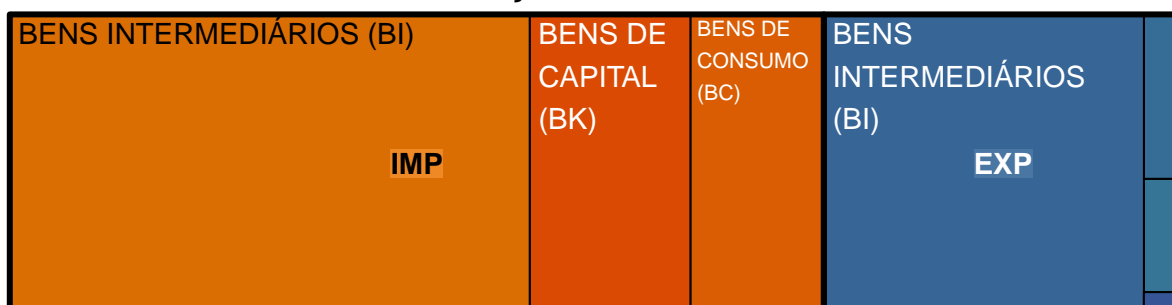 BENS INTERMEDIÁRIOS (BI)
IMP
BENS DE
CAPITAL
(BK)
BENS DE
CONSUMO
(BC)
BENS
INTERMEDIÁRIOS
(BI)
EXP